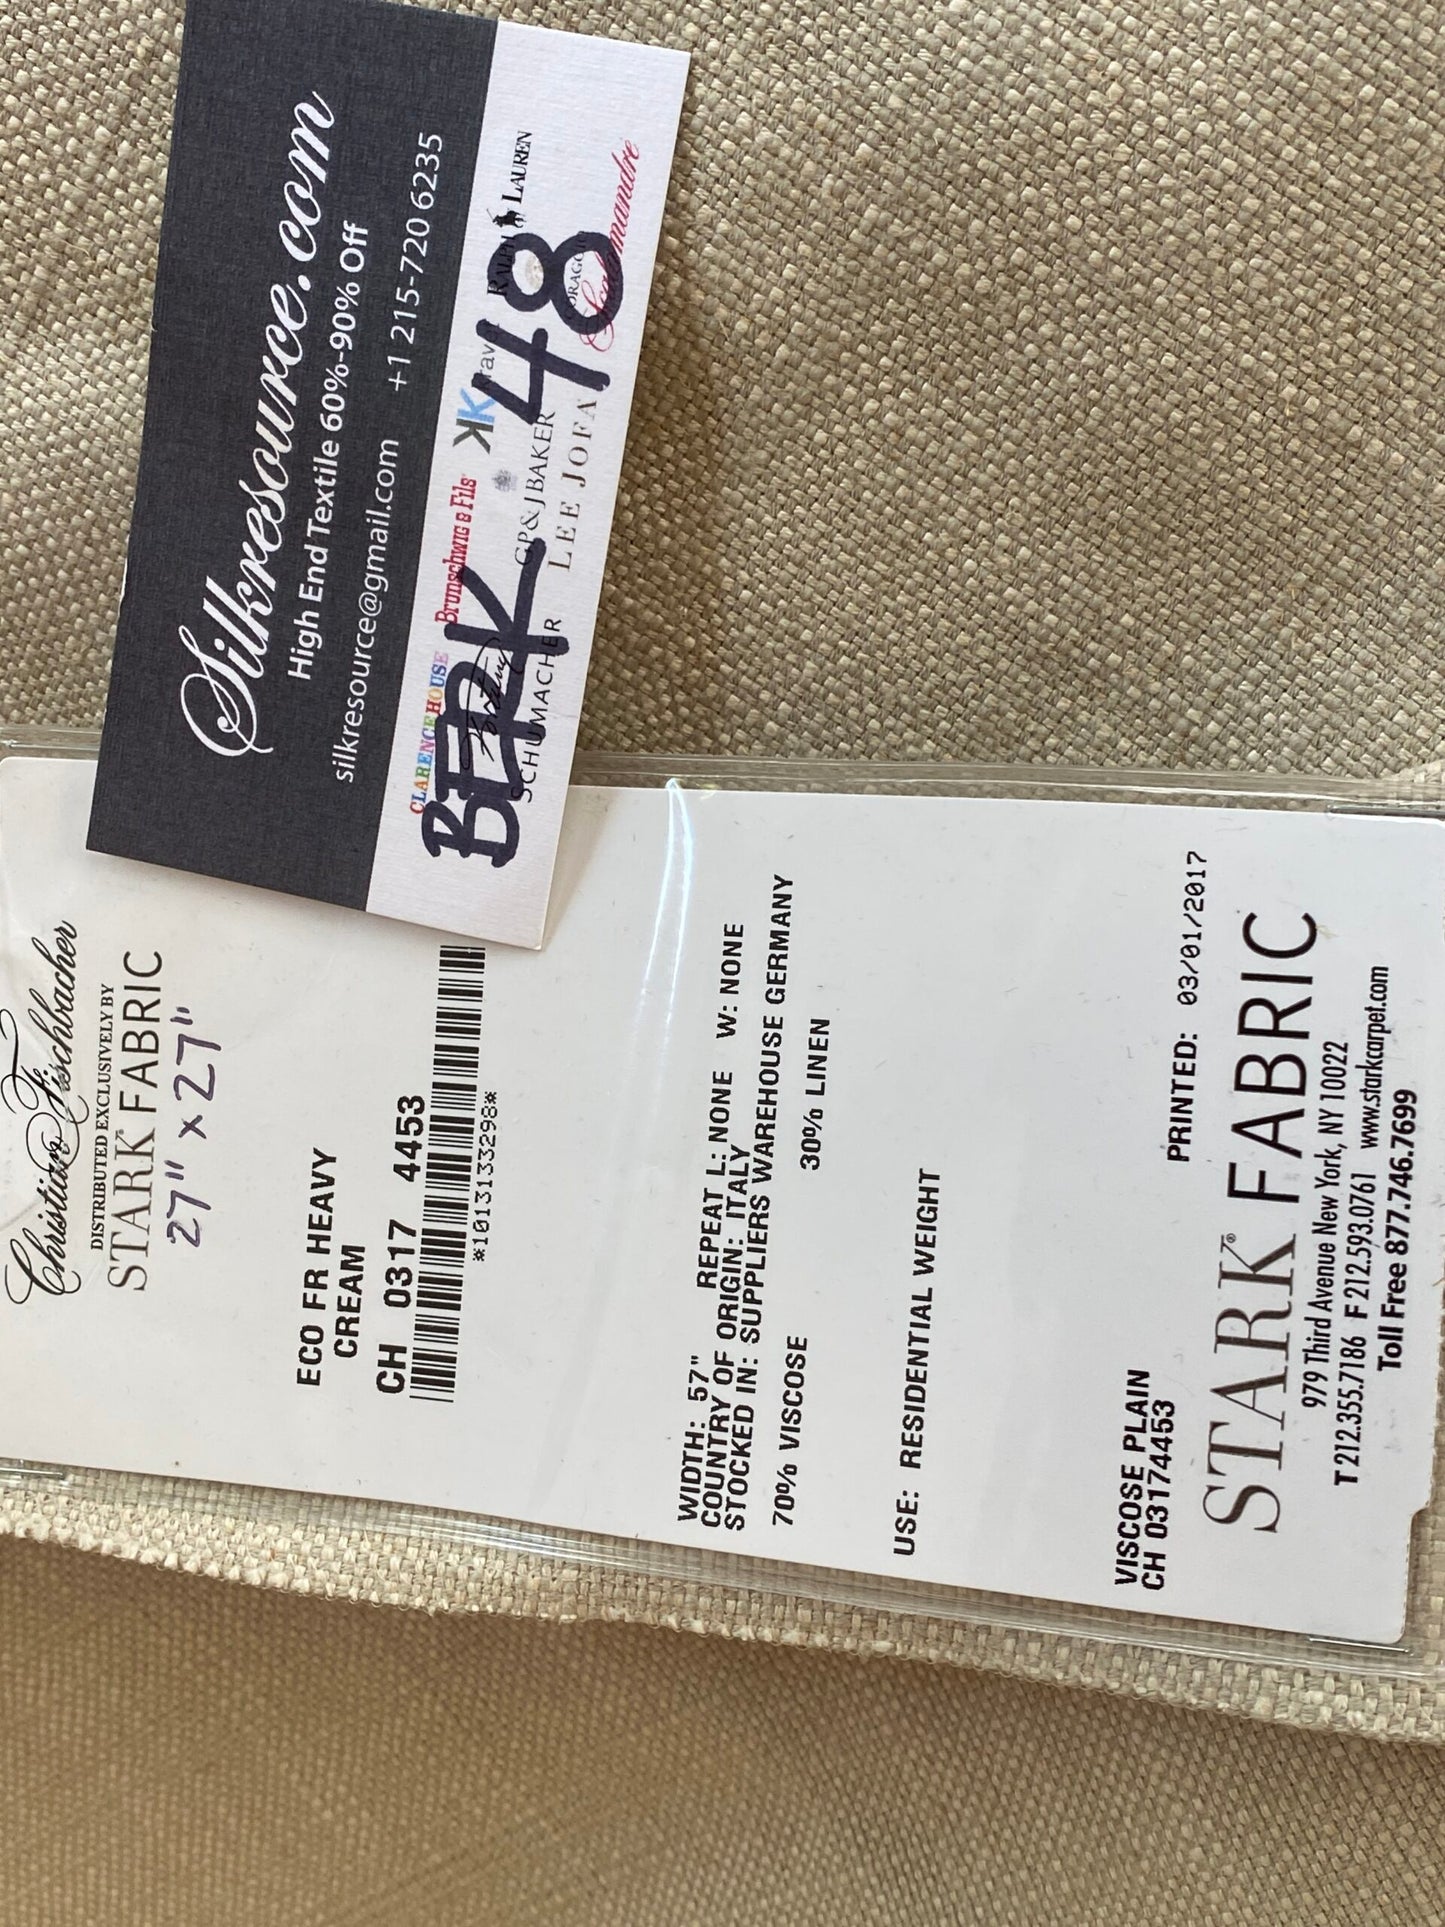 Silkresource.com
High End Textile 60%-90% Off
silkresource@gmail.com +1 215-720 6235
CLARENCE HOUSE Brunschwig & Fils K
RALPH LAUREN
Fortuny
SCHUMACHER GP & J BAKER
LEE JOFA Scalamandre
BERK 48
Christian Fischbacher
DISTRIBUTED EXCLUSIVELY BY
STARK FABRIC
27" x 27"
ECO FR HEAVY
CREAM
CH 0317 4453
*1013133298*
WIDTH: 57" REPEAT L: NONE W: NONE
COUNTRY OF ORIGIN: ITALY
STOCKED IN: SUPPLIERS WAREHOUSE GERMANY
70% VISCOSE 30% LINEN
USE: RESIDENTIAL WEIGHT
VISCOSE PLAIN
CH 03174453 PRINTED: 03/01/2017
STARK® FABRIC
979 Third Avenue New York, NY 10022
T 212.355.7186 F 212.593.0761 www.starkcarpet.com
Toll Free 877.746.7699